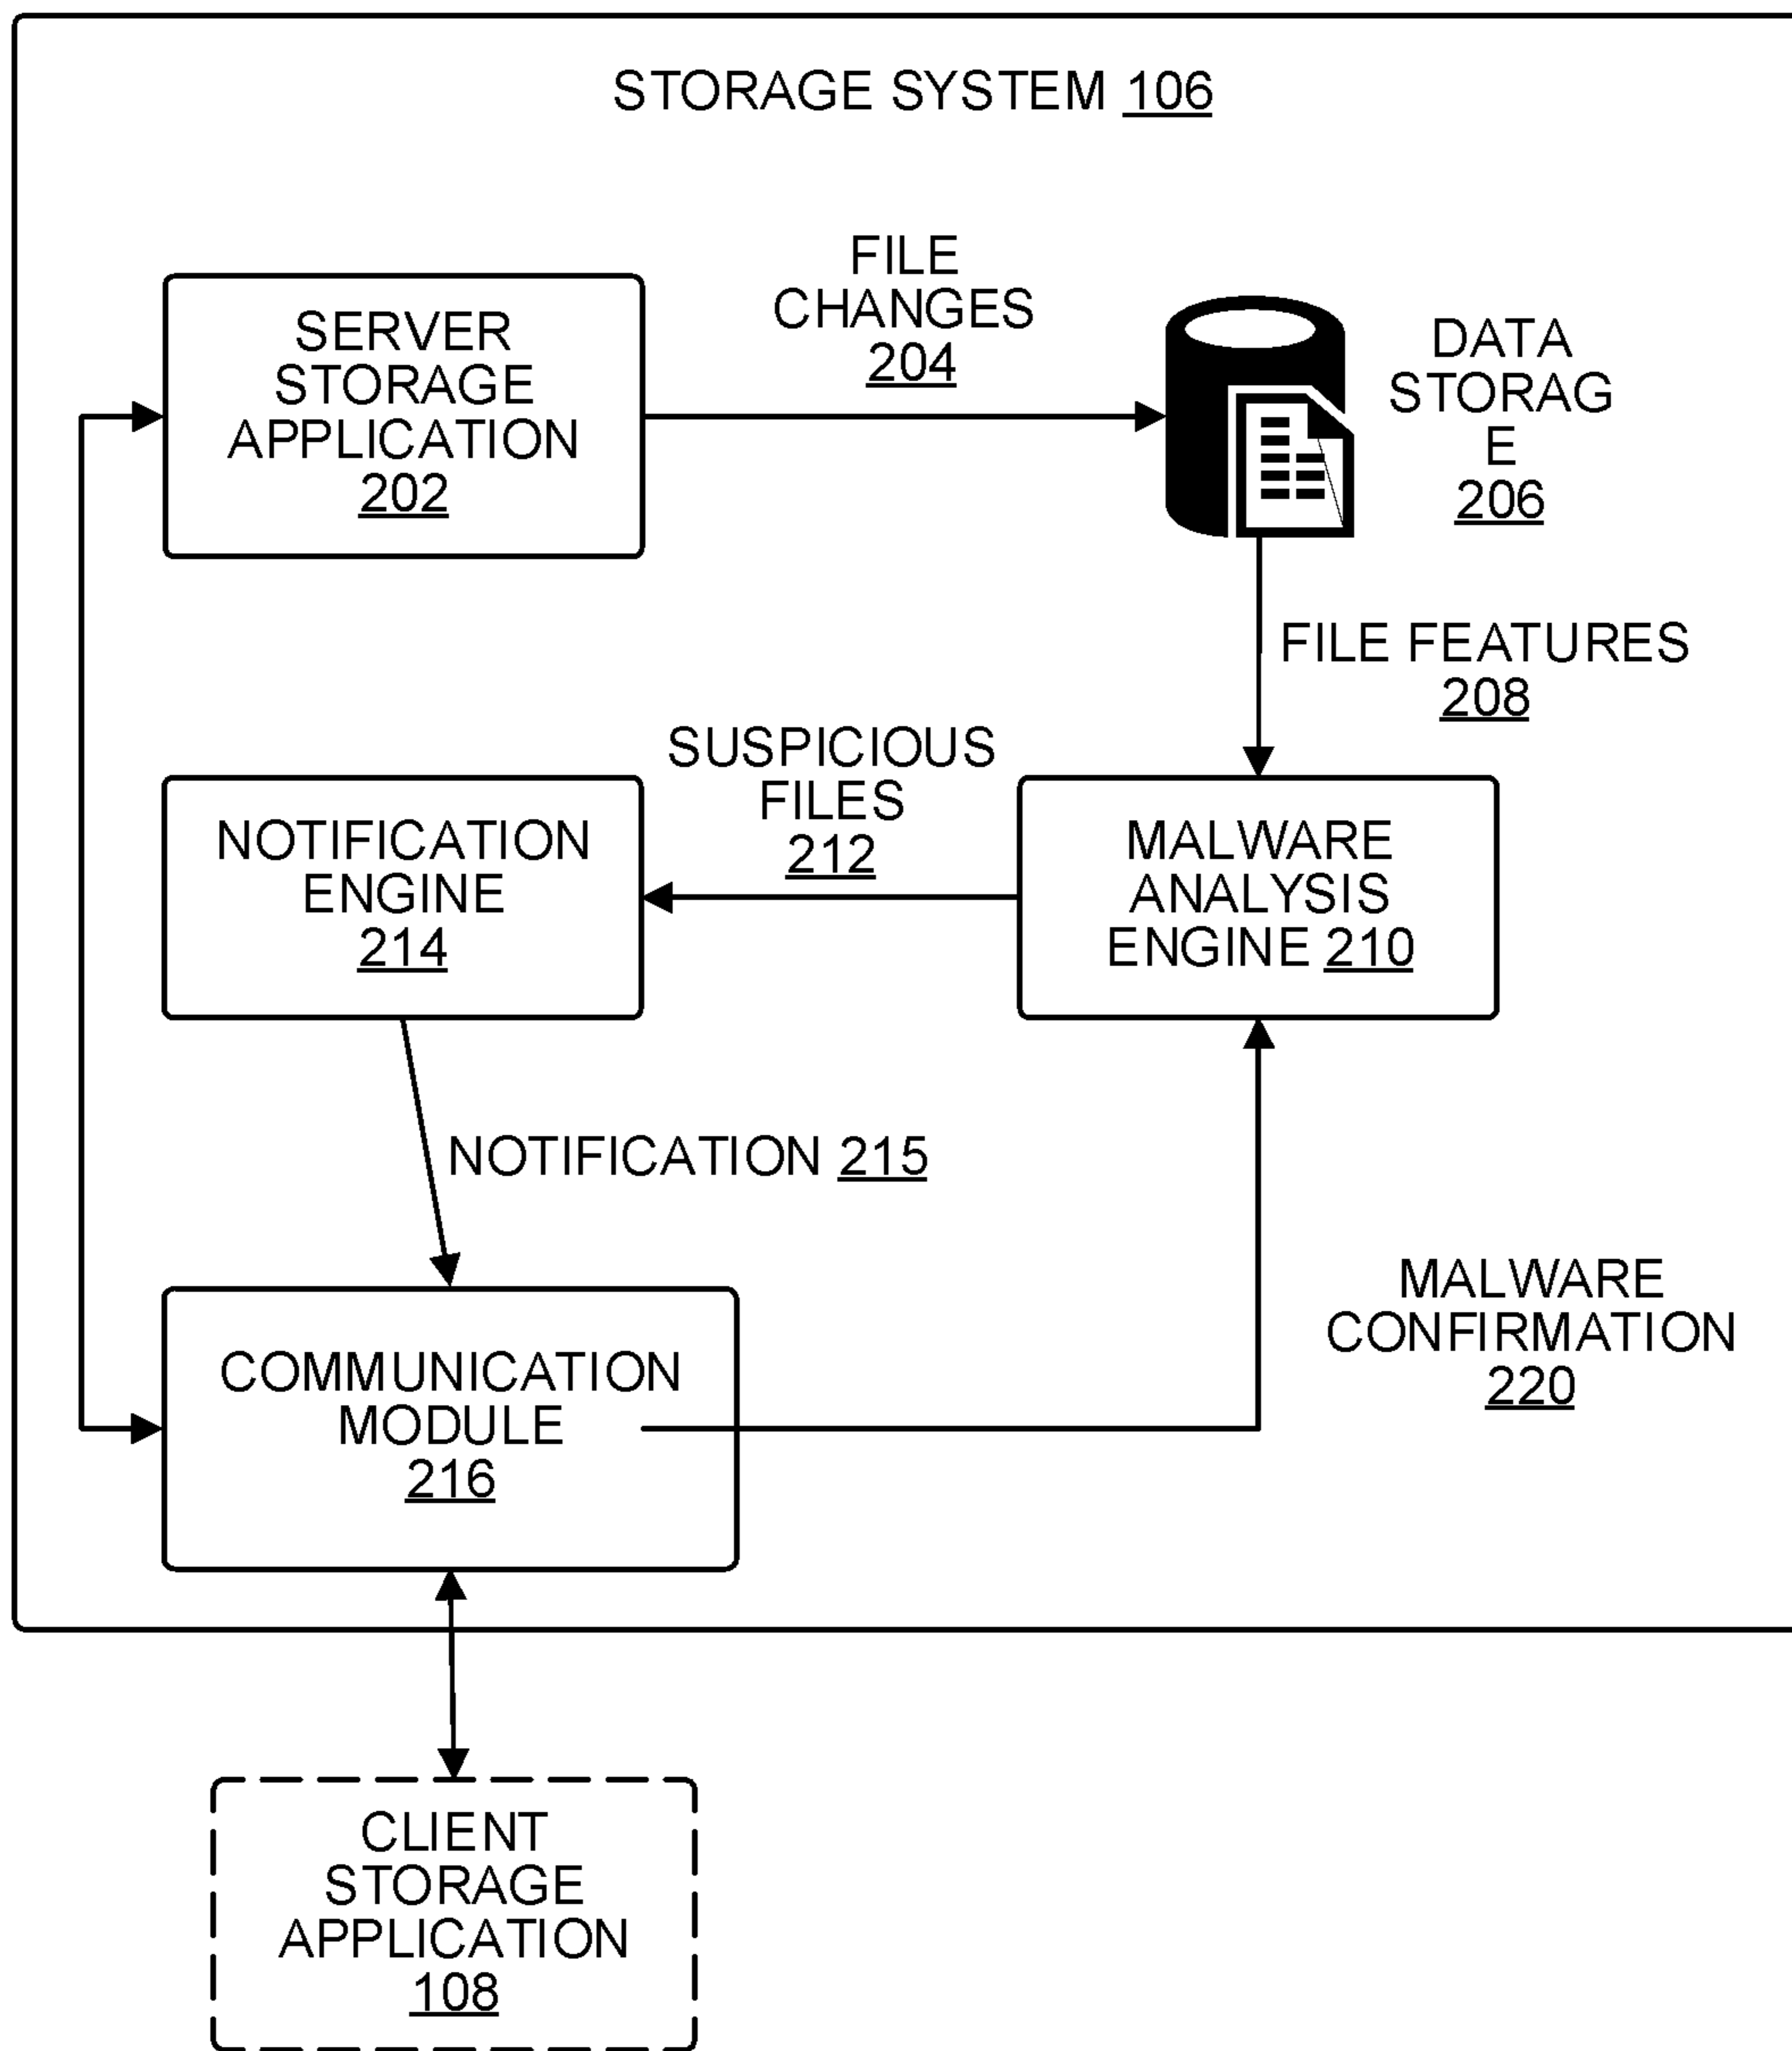 STORAGE SYSTEM 106
FILE
CHANGES
204
SERVER
STORAGE
APPLICATION
202
DATA
STORAG
E
206
FILE FEATURES
208
SUSPICIOUS
FILES
212
NOTIFICATION
ENGINE
214
MALWARE
ANALYSIS
ENGINE 210
NOTIFICATION 215
MALWARE
CONFIRMATION
220
COMMUNICATION
MODULE
216
CLIENT
STORAGE
APPLICATION
108